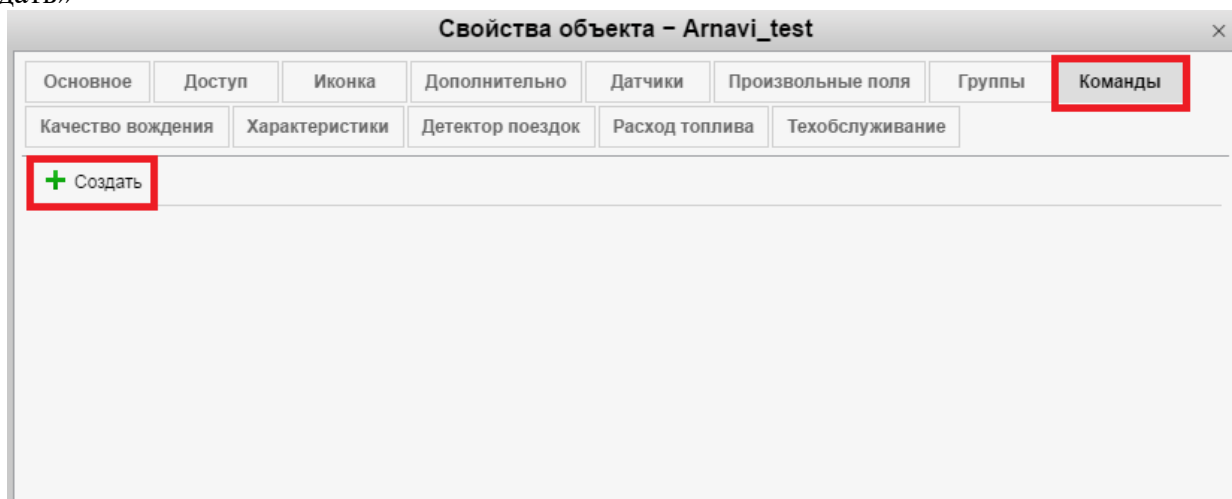 дать»
Свойства объекта – Arnavi_test ×
Основное Доступ Иконка Дополнительно Датчики Произвольные поля Группы Команды
Качество вождения Характеристики Детектор поездок Расход топлива Техобслуживание
+ Создать